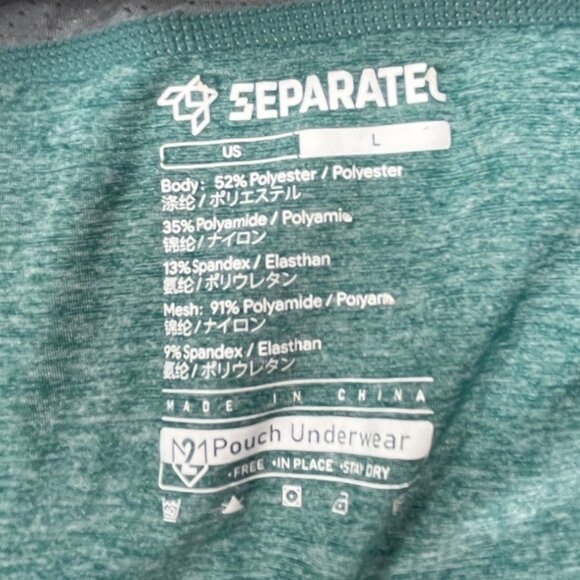 SEPARATEC
US L
Body: 52% Polyester / Polyester
涤纶/ポリエステル
35% Polyamide / Polyamid
锦纶/ナイロン
13% Spandex / Elasthan
氨纶/ポリウレタン
Mesh: 91% Polyamide / Polyam
锦纶/ナイロン
9% Spandex / Elasthan
氨纶/ポリウレタン
MADE IN CHINA
Pouch Underwear
•FREE •IN PLACE •STAY DRY